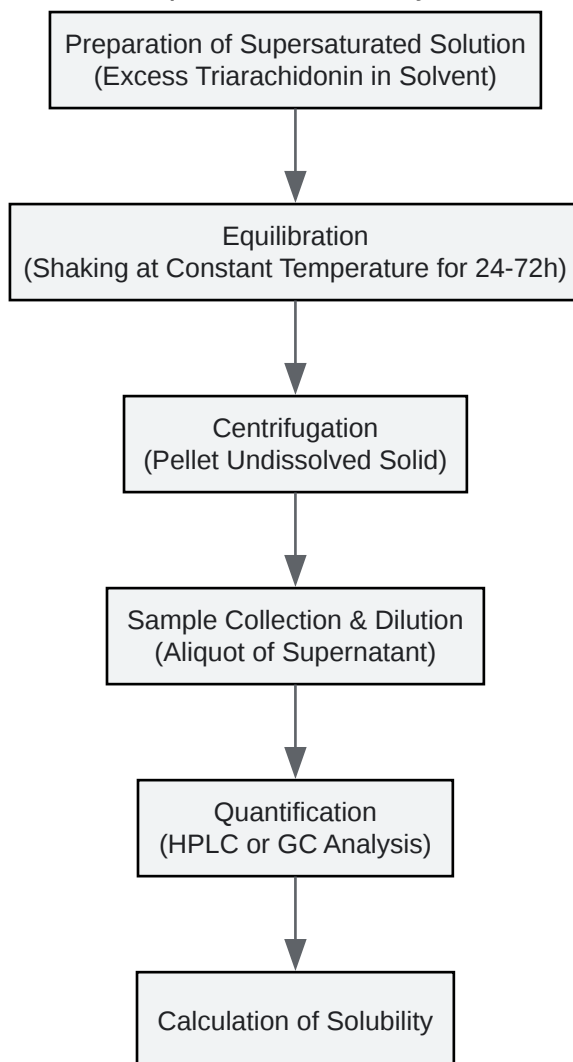 Preparation of Supersaturated Solution
(Excess Triarachidonin in Solvent)
Equilibration
(Shaking at Constant Temperature for 24-72h)
Centrifugation
(Pellet Undissolved Solid)
Sample Collection & Dilution
(Aliquot of Supernatant)
Quantification
(HPLC or GC Analysis)
Calculation of Solubility